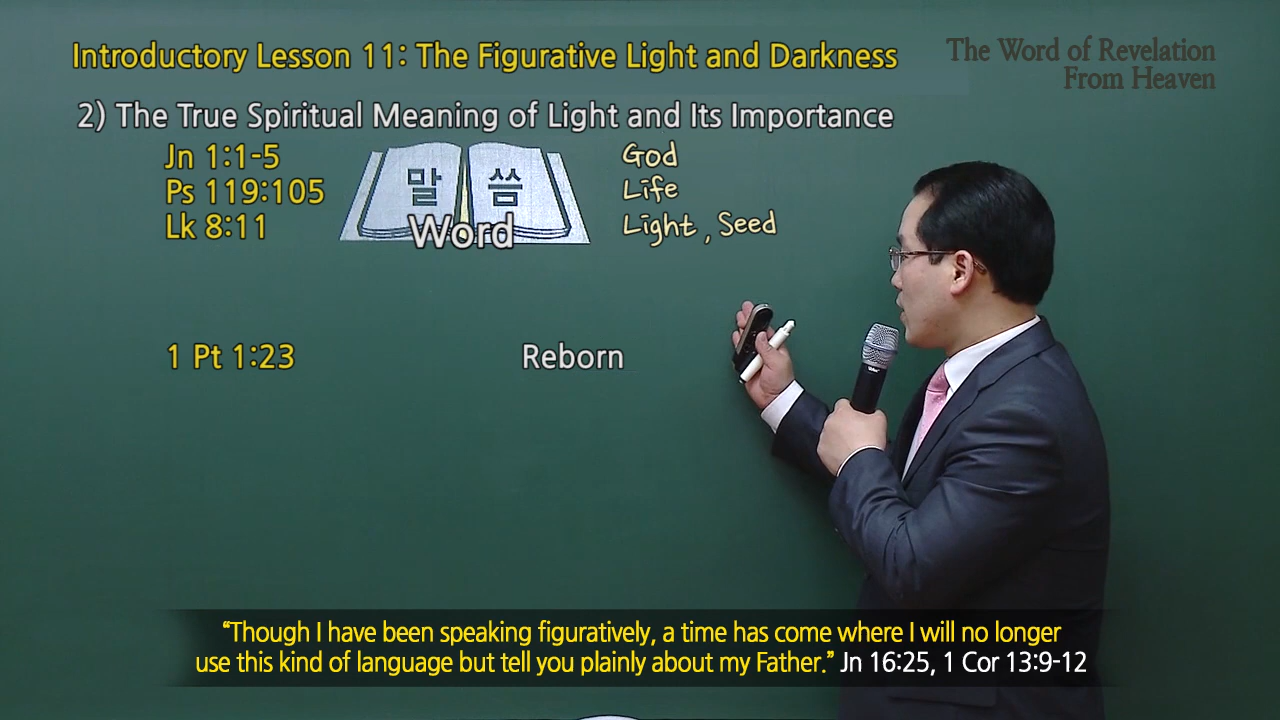 Introductory Lesson 11: The Figurative Light and Darkness
The Word of Revelation
From Heaven
2) The True Spiritual Meaning of Light and Its Importance
Jn 1:1-5
Ps 119:105
Lk 8:11
말 씀
Word
God
Life
Light , Seed
1 Pt 1:23
Reborn
“Though I have been speaking figuratively, a time has come where I will no longer
use this kind of language but tell you plainly about my Father.” Jn 16:25, 1 Cor 13:9-12